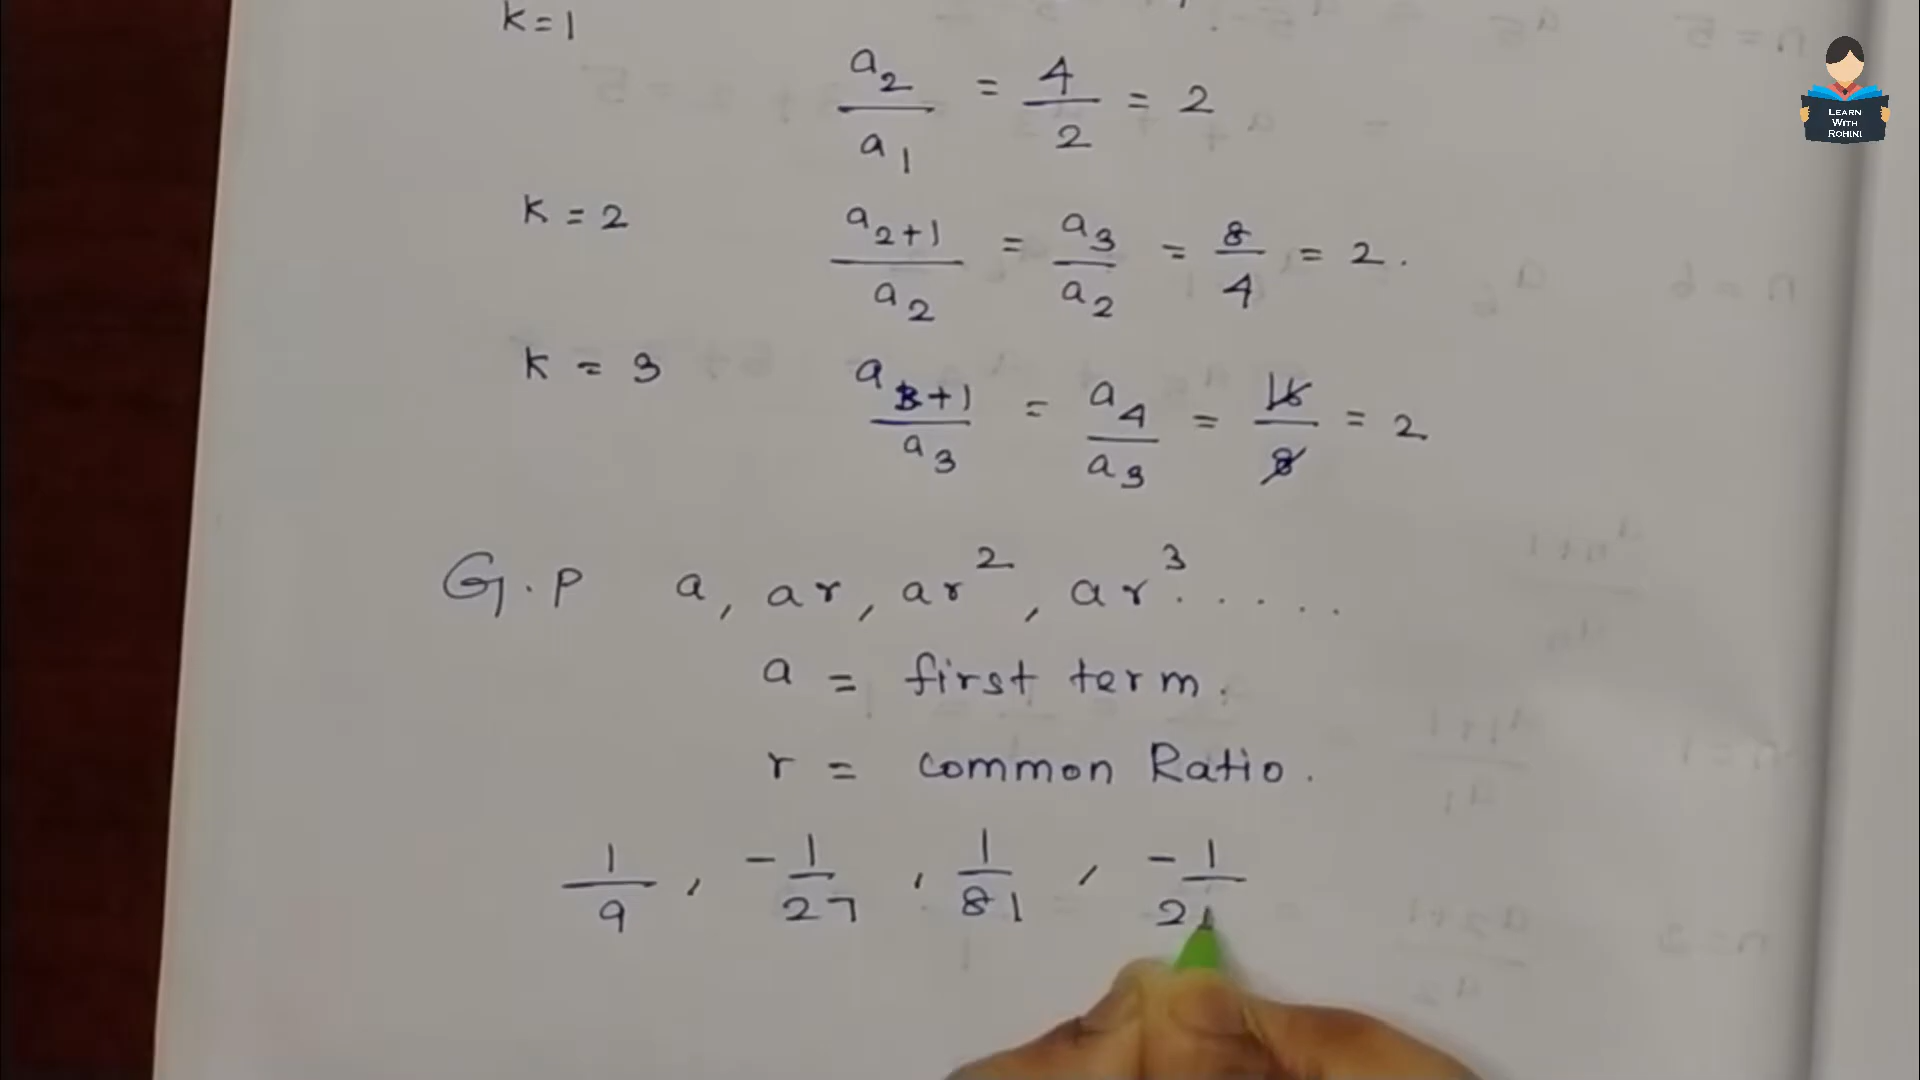 k=1
a2/a1 = 4/2 = 2
LEARN
WITH
ROHINI
k = 2
a2+1/a2 = a3/a2 = 8/4 = 2.
k = 3
a3+1/a3 = a4/a3 = 16/8 = 2
G.P a, ar, ar², ar³.....
a = first term.
r = common Ratio.
1/9, -1/27, 1/81, -1/2